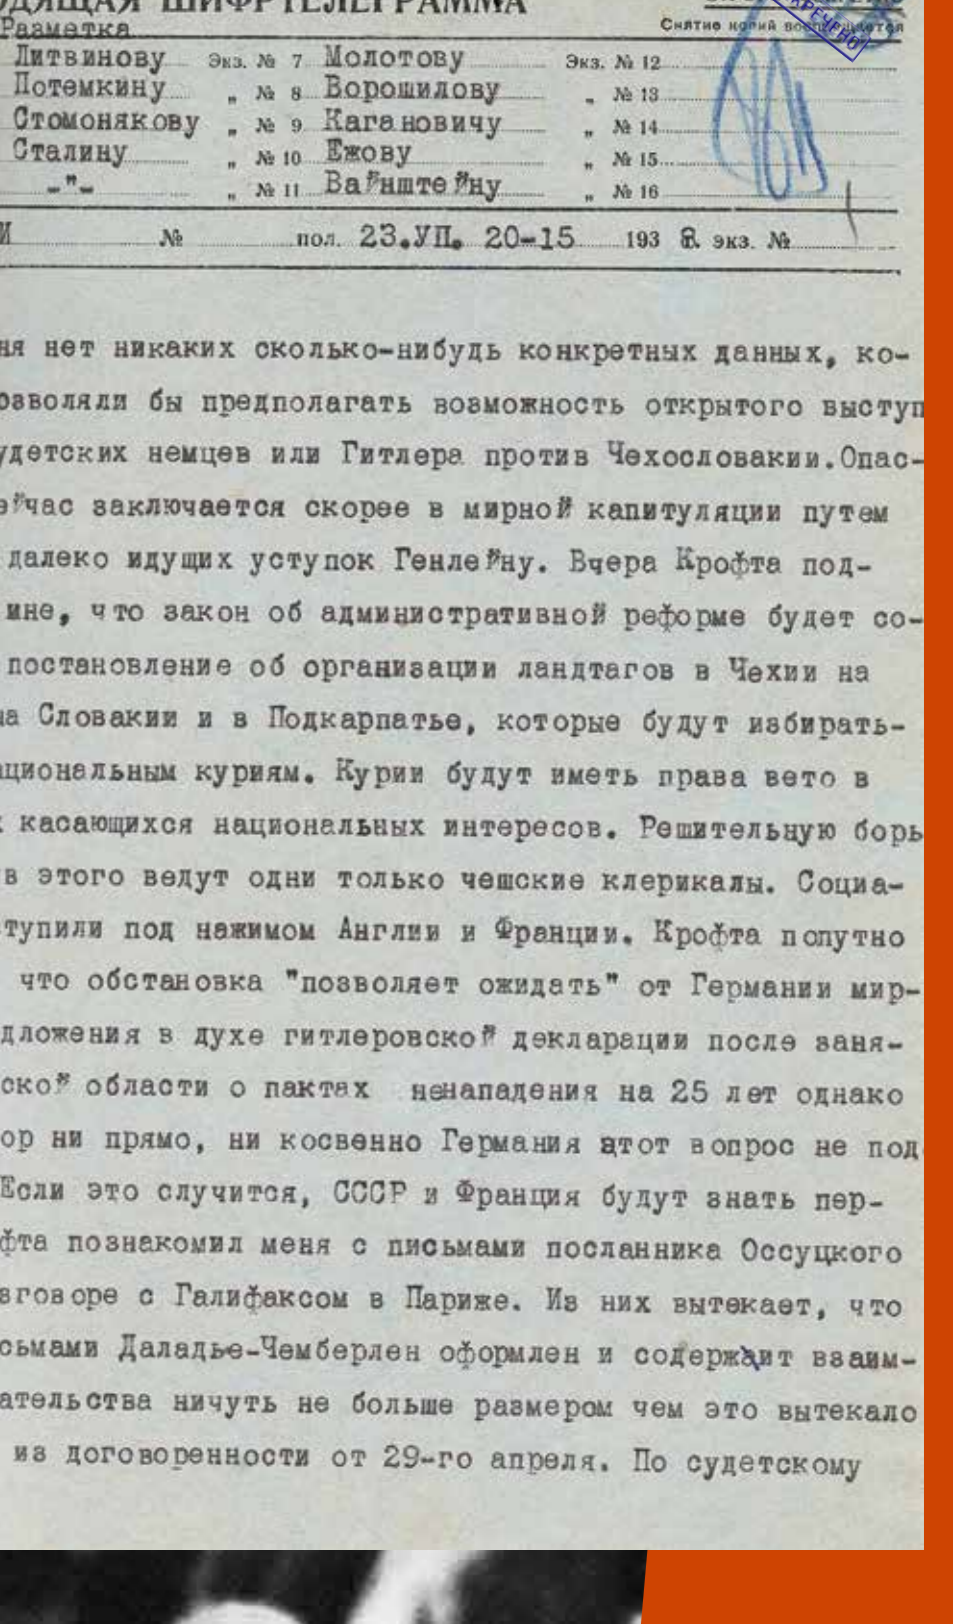 ДЯЩАЯ ШИФРТЕЛЕГРАММА
Снятие копий воспрещается
Разметка
Литвинову Экз. № 7 Молотову Экз. № 12
Потемкину „ № 8 Ворошилову „ № 13
Стомонякову „ № 9 Кагановичу „ № 14
Сталину „ № 10 Ежову „ № 15
-"- „ № 11 Вайнштейну „ № 16
И № пол. 23.УП. 20-15 193 8. экз. №
ня нет никаких сколько-нибудь конкретных данных, ко-
озволяли бы предполагать возможность открытого выступ
удетских немцев или Гитлера против Чехословакии.Опас-
ейчас заключается скорее в мирной капитуляции путем
далеко идущих уступок Генлейну. Вчера Крофта под-
мне, что закон об административной реформе будет со-
постановление об организации ландтагов в Чехии на
на Словакии и в Подкарпатье, которые будут избирать-
ациональным куриям. Курии будут иметь права вето в
х касающихся национальных интересов. Решительную борь
в этого ведут одни только чешские клерикалы. Социа-
тупили под нажимом Англии и Франции. Крофта попутно
что обстановка "позволяет ожидать" от Германии мир-
дложения в духе гитлеровской декларации после заня-
ской области о пактах ненападения на 25 лет однако
ор ни прямо, ни косвенно Германия этот вопрос не под
Если это случится, СССР и Франция будут знать пер-
фта познакомил меня с письмами посланника Оссуцкого
зговоре с Галифаксом в Париже. Из них вытекает, что
сьмами Даладье-Чемберлен оформлен и содержит взаим-
ательства ничуть не больше размером чем это вытекало
из договоренности от 29-го апреля. По судетскому